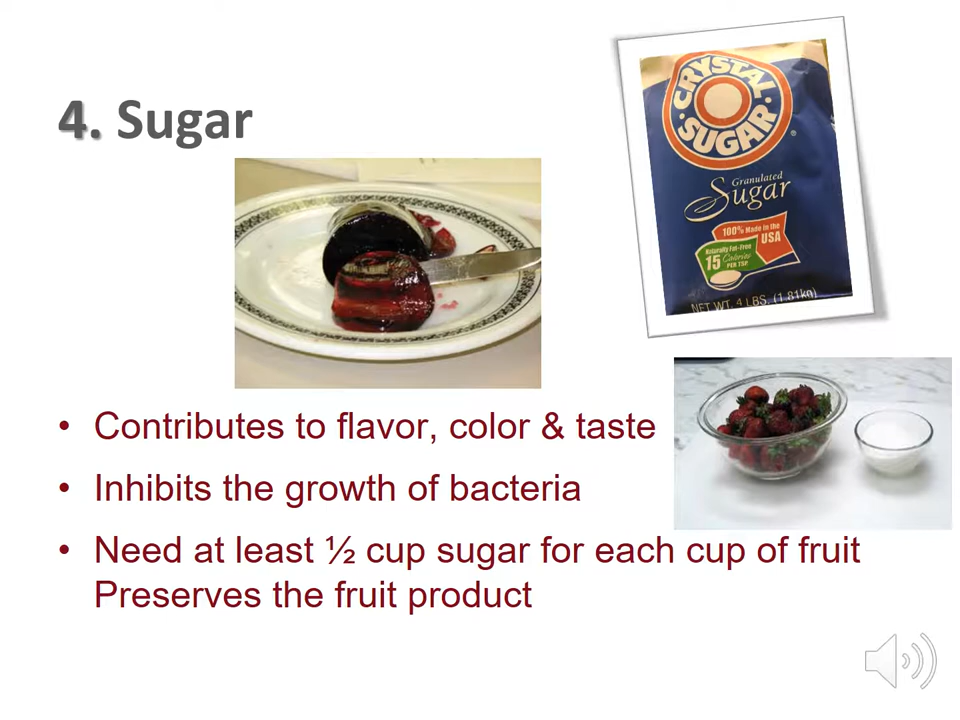 4. Sugar
CRYSTAL
SUGAR
®
Granulated
Sugar
100% Made in the
USA
Naturally Fat-Free
15 Calories
PER TSP.
NET WT. 4 LBS. (1.81kg)
• Contributes to flavor, color & taste
• Inhibits the growth of bacteria
• Need at least ½ cup sugar for each cup of fruit
Preserves the fruit product